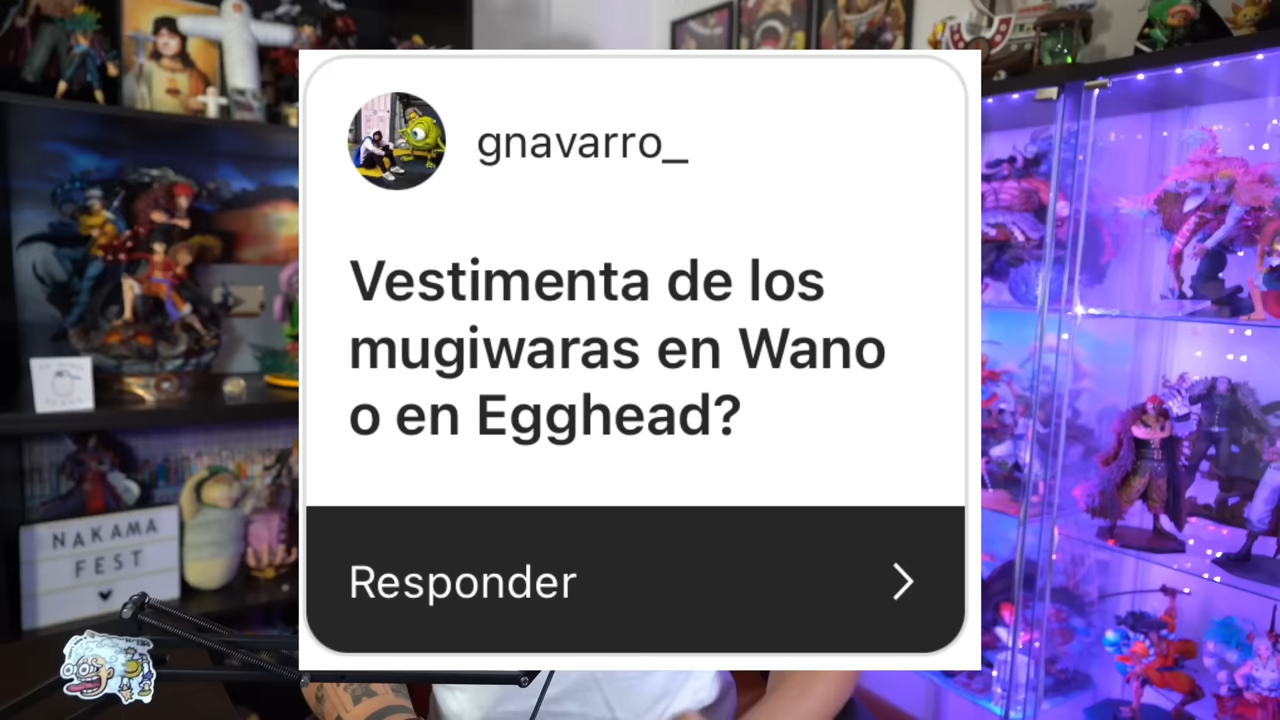 gnavarro_
Vestimenta de los
mugiwaras en Wano
o en Egghead?
Responder
NAKAMA
FEST